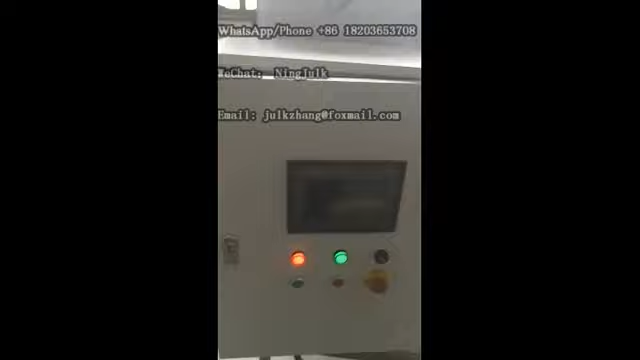 WhatsApp/Phone +86 18203653708
WeChat: NingJulk
Email: julkzhang@foxmail.com